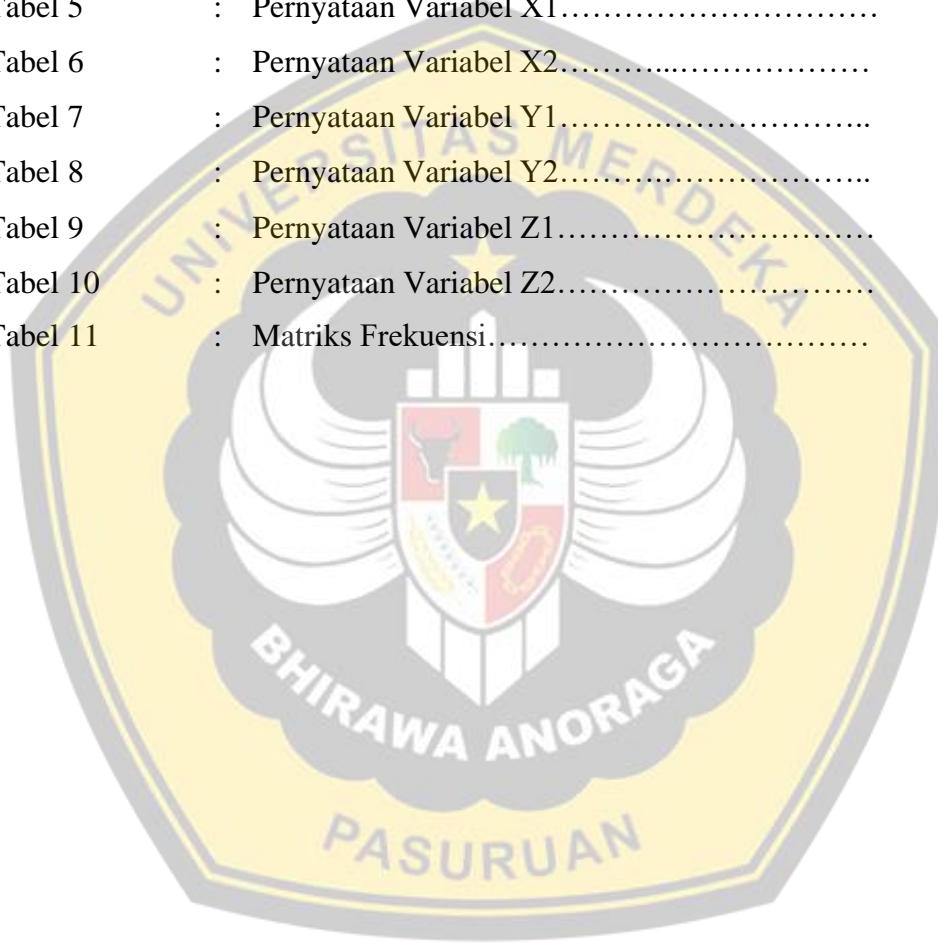 Tabel 5 : Pernyataan Variabel X1…………………………
Tabel 6 : Pernyataan Variabel X2………...………………
Tabel 7 : Pernyataan Variabel Y1……….………………..
Tabel 8 : Pernyataan Variabel Y2………………………..
Tabel 9 : Pernyataan Variabel Z1…………………………
Tabel 10 : Pernyataan Variabel Z2…………………………
Tabel 11 : Matriks Frekuensi………………………………
UNIVERSITAS MERDEKA
BHIRAWA ANORAGA
PASURUAN